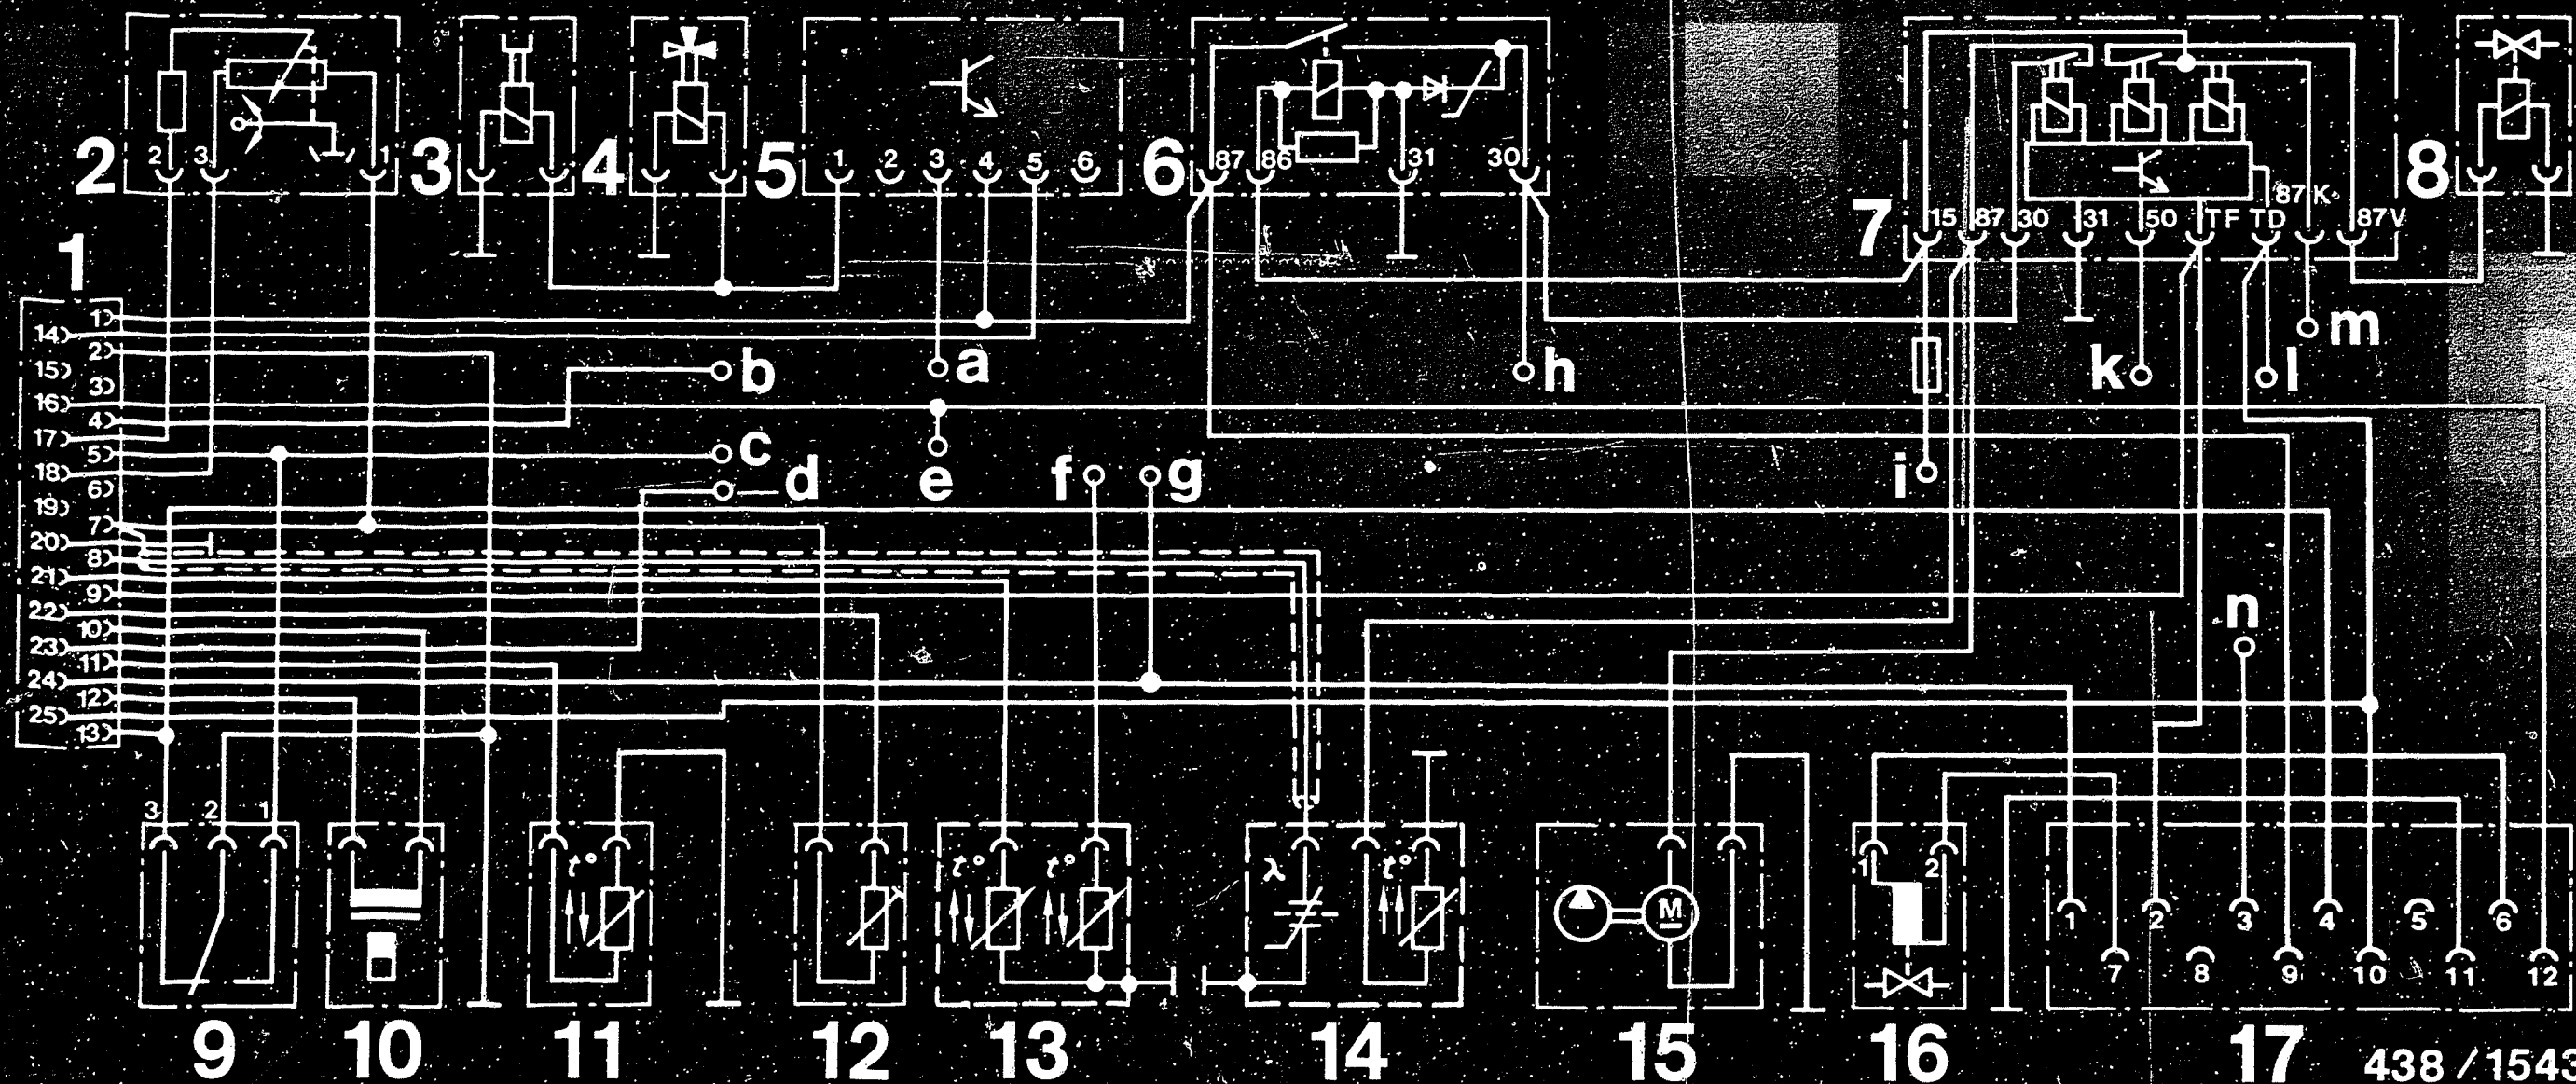 2 3 4 5 6 7 8
2 3 1
1 2 3 4 5 6
87 86 31 30
87K
15 87 30 31 50 TF TD 87V
1
1
14
2
15
3
16
4
17
5
18
6
19
7
20
8
21
9
22
10
23
11
24
12
25
13
b a h k l m
c
d e f g i
n
3 2 1
t° t° t° λ t° M 1 2
1 2 3 4 5 6
7 8 9 10 11 12
9 10 11 12 13 14 15 16 17
438 / 1543